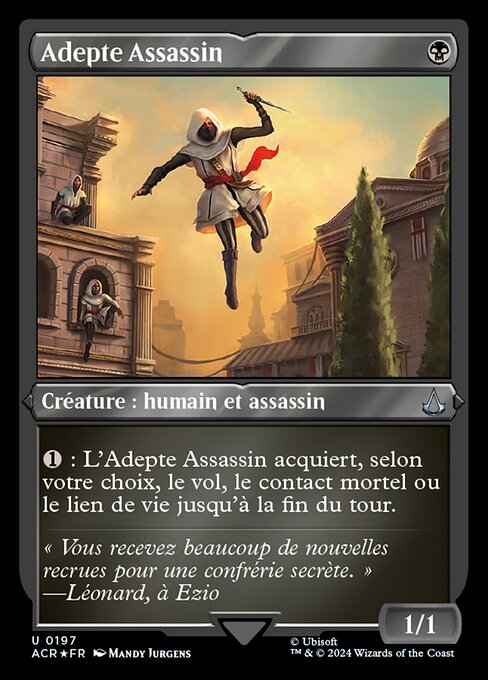 Adepte Assassin
Créature : humain et assassin
1 : L'Adepte Assassin acquiert, selon
votre choix, le vol, le contact mortel ou
le lien de vie jusqu'à la fin du tour.
« Vous recevez beaucoup de nouvelles
recrues pour une confrérie secrète. »
—Léonard, à Ezio
1/1
U 0197
ACR★FR Mandy Jurgens
© Ubisoft
™ & © 2024 Wizards of the Coast